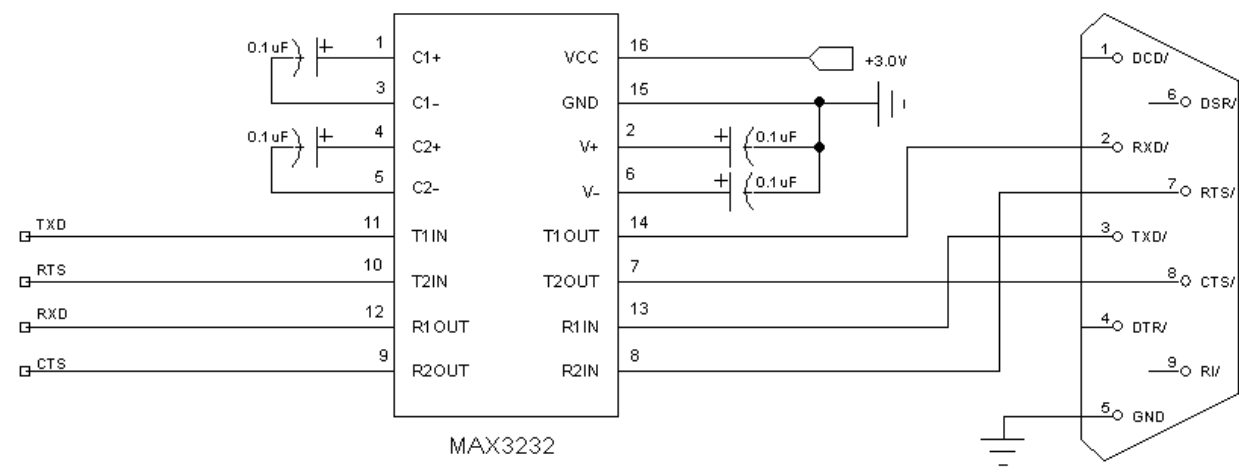 0.1uF
+
1
C1+
VCC
16
+3.0V
3
C1-
GND
15
0.1uF
+
4
C2+
V+
2
+
0.1uF
5
C2-
V-
6
+
0.1uF
TXD
11
T1IN
T1OUT
14
RTS
10
T2IN
T2OUT
7
RXD
12
R1OUT
R1IN
13
CTS
9
R2OUT
R2IN
8
MAX3232
1
DCD/
6
DSR/
2
RXD/
7
RTS/
3
TXD/
8
CTS/
4
DTR/
9
RI/
5
GND